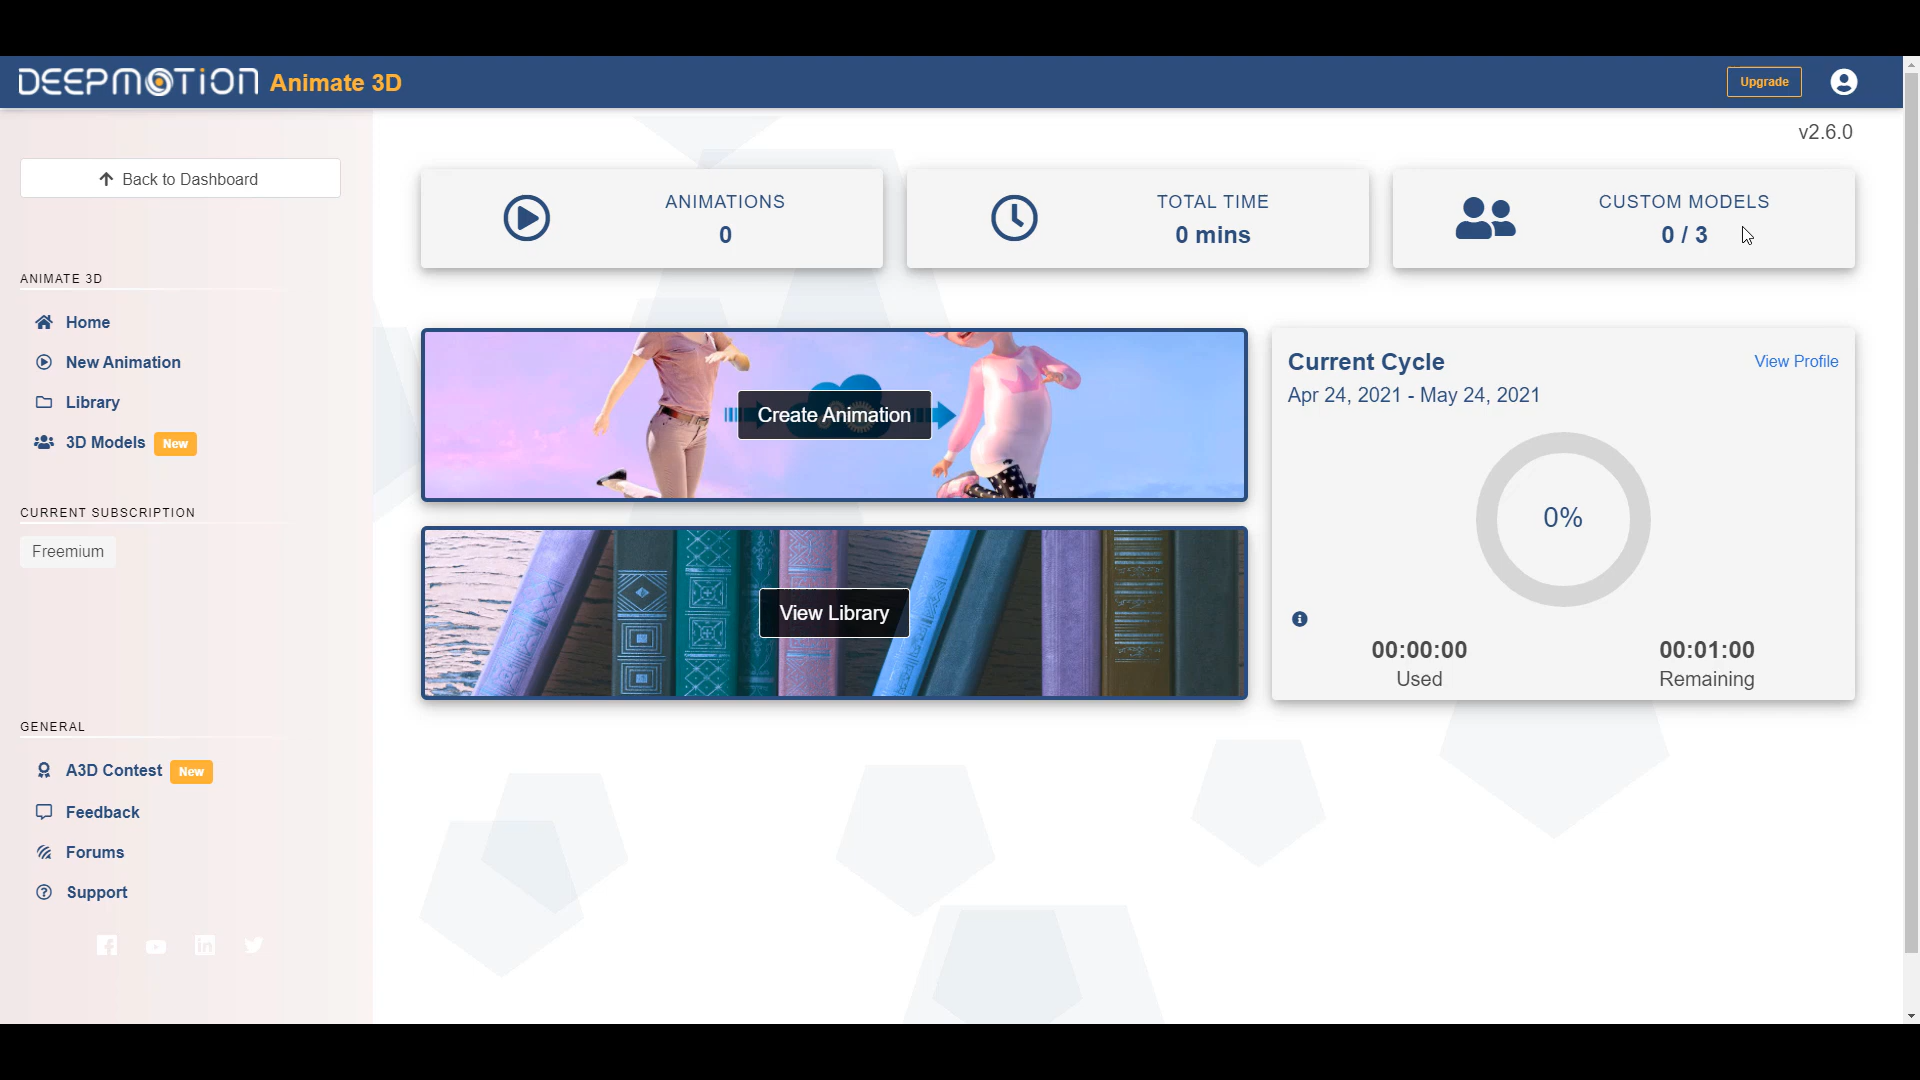 DEEPMOTION Animate 3D
Upgrade
v2.6.0
Back to Dashboard
ANIMATE 3D
Home
New Animation
Library
3D Models New
CURRENT SUBSCRIPTION
Freemium
GENERAL
A3D Contest New
Feedback
Forums
Support
ANIMATIONS
0
TOTAL TIME
0 mins
CUSTOM MODELS
0 / 3
Create Animation
View Library
Current Cycle
View Profile
Apr 24, 2021 - May 24, 2021
0%
00:00:00
Used
00:01:00
Remaining